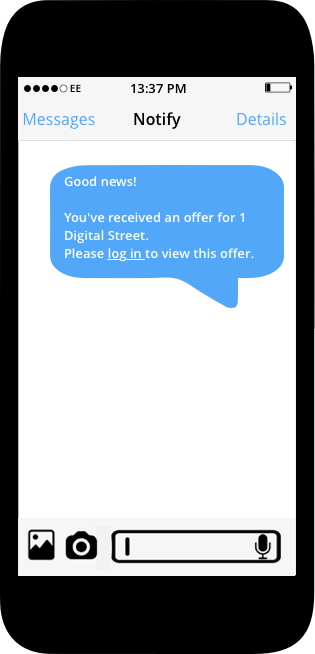 EE 13:37 PM
Messages Notify Details
Good news!
You've received an offer for 1
Digital Street.
Please log in to view this offer.